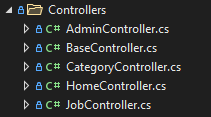 Controllers
C# AdminController.cs
C# BaseController.cs
C# CategoryController.cs
C# HomeController.cs
C# JobController.cs